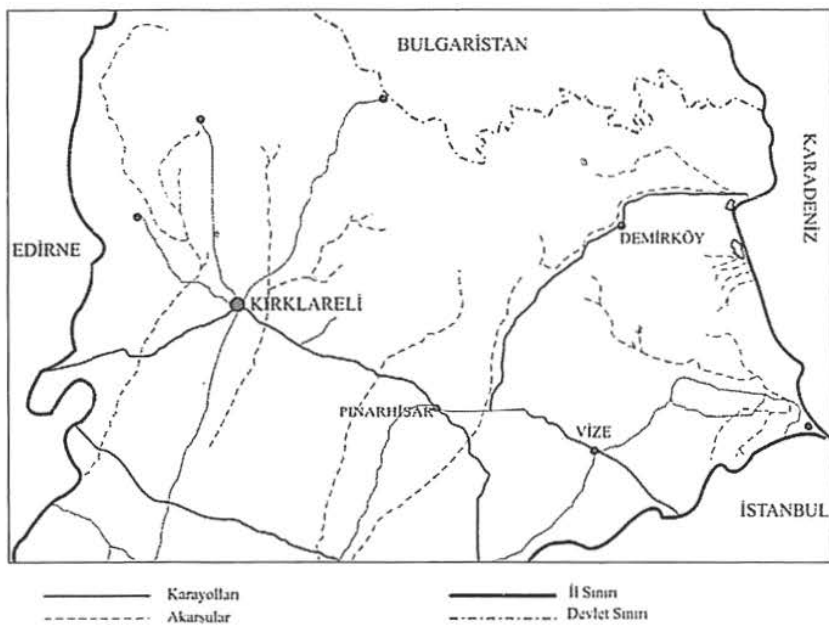 BULGARİSTAN
KARADENİZ
EDİRNE
DEMİRKÖY
KIRKLARELİ
PINARHİSAR
VİZE
İSTANBUL
Karayolları
İl Sınırı
Akarsular
Devlet Sınırı